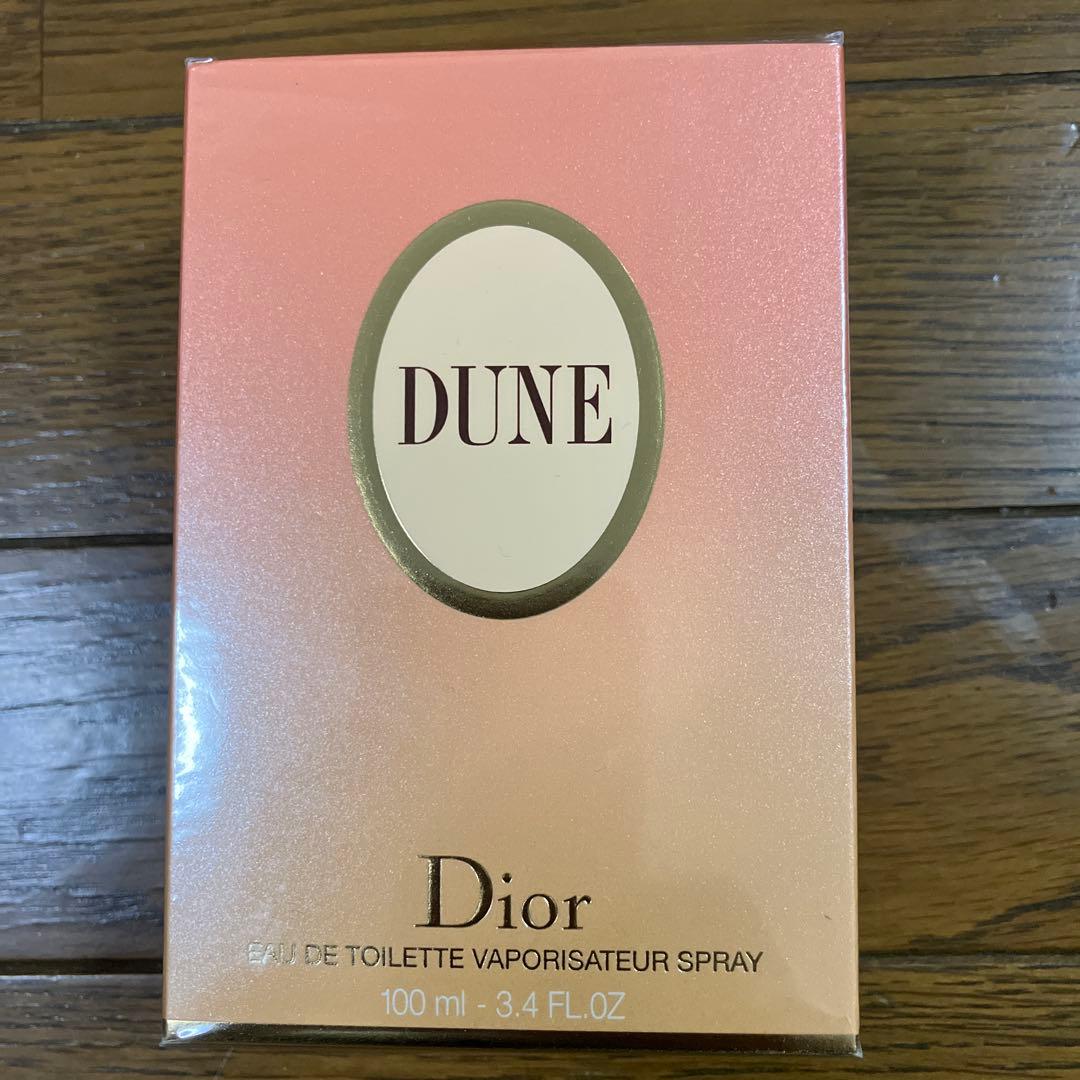 DUNE
Dior
EAU DE TOILETTE VAPORISATEUR SPRAY
100 ml - 3.4 FL.OZ